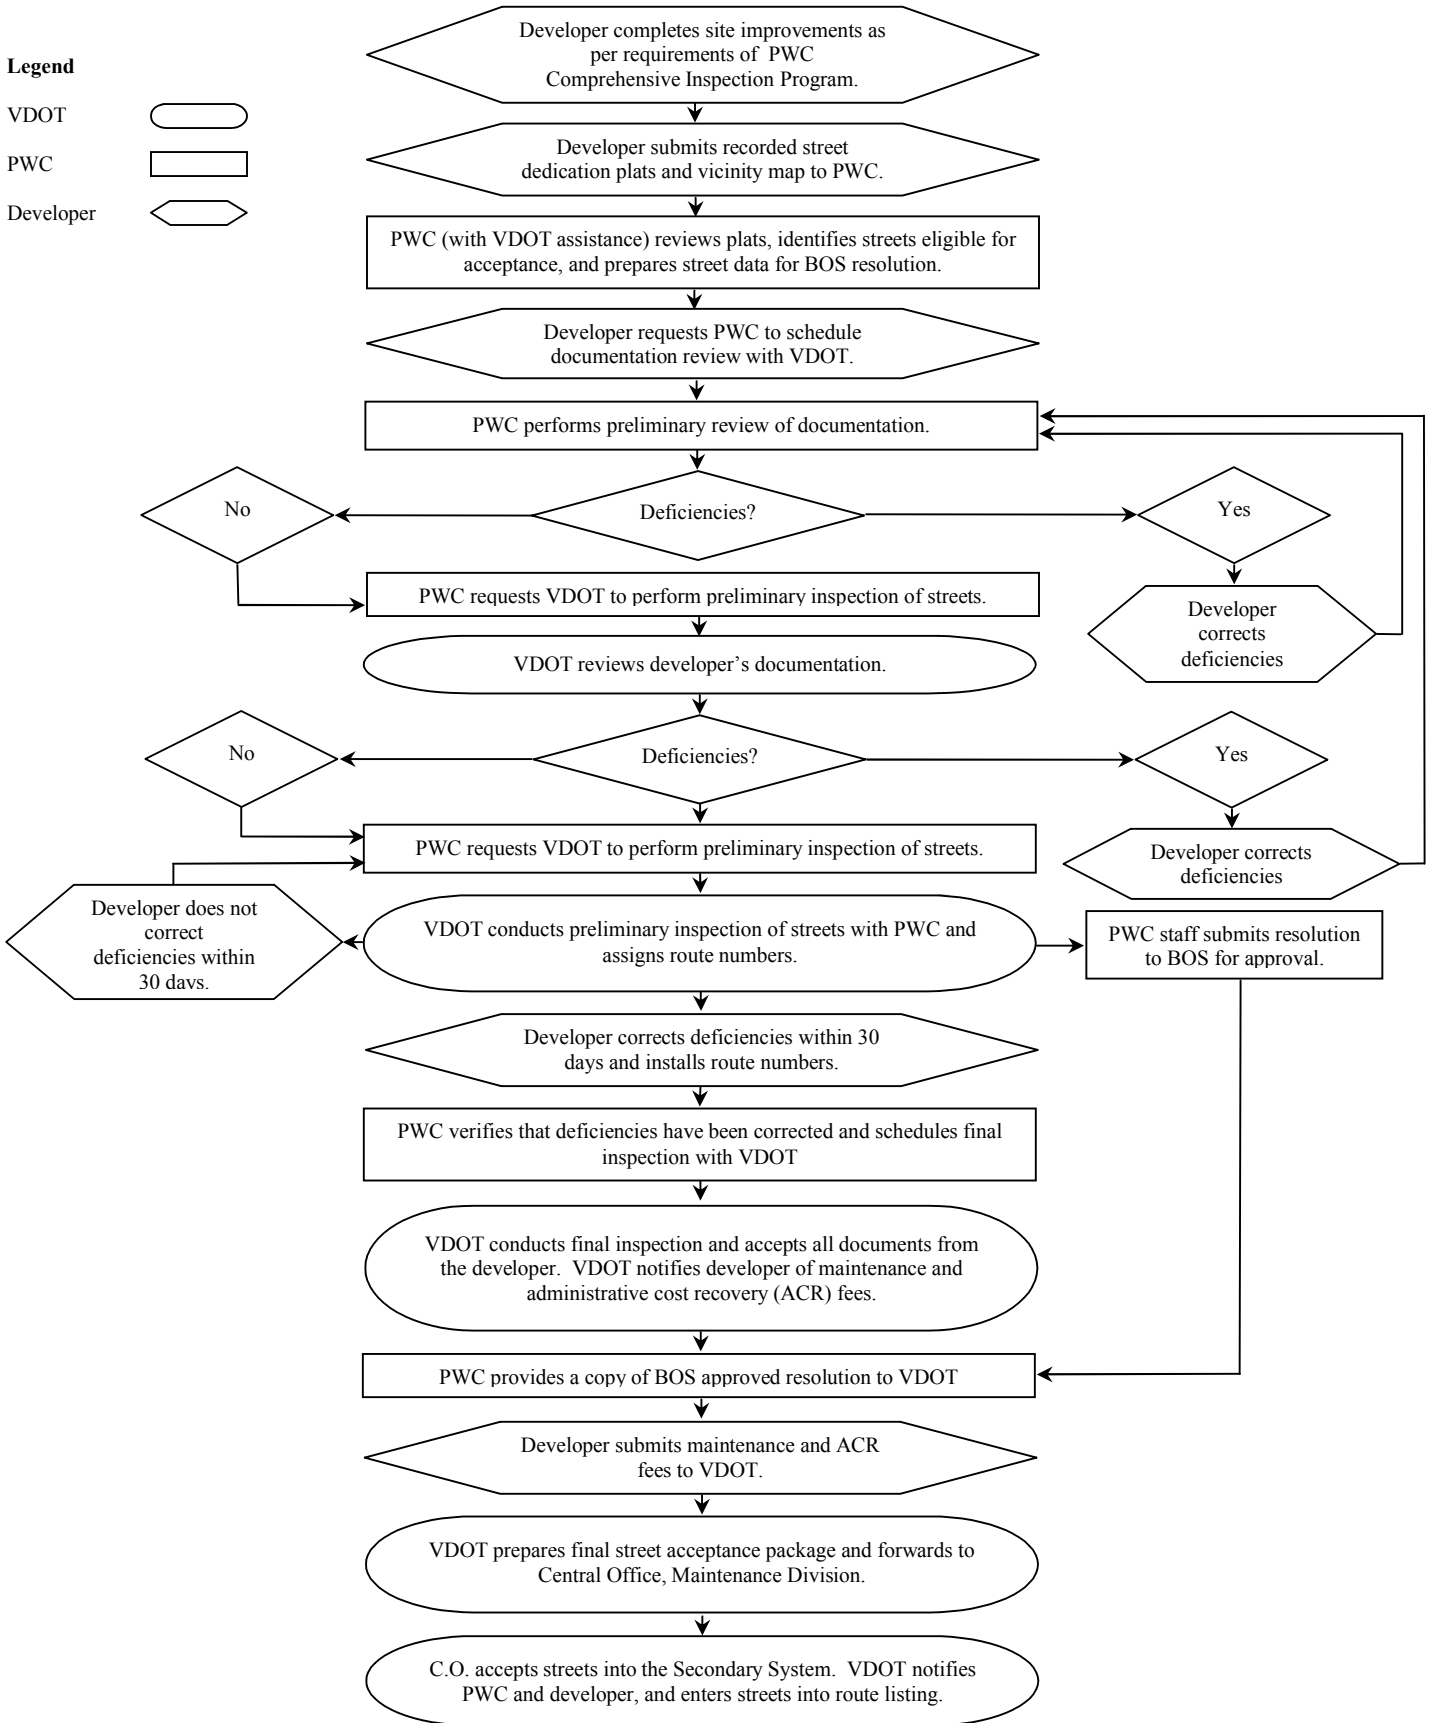 Developer completes site improvements as
per requirements of PWC
Comprehensive Inspection Program.
Legend
VDOT
PWC
Developer
Developer submits recorded street
dedication plats and vicinity map to PWC.
PWC (with VDOT assistance) reviews plats, identifies streets eligible for
acceptance, and prepares street data for BOS resolution.
Developer requests PWC to schedule
documentation review with VDOT.
PWC performs preliminary review of documentation.
No
Deficiencies?
Yes
PWC requests VDOT to perform preliminary inspection of streets.
Developer
corrects
deficiencies
VDOT reviews developer’s documentation.
No
Deficiencies?
Yes
PWC requests VDOT to perform preliminary inspection of streets.
Developer corrects
deficiencies
Developer does not
correct
deficiencies within
30 days.
VDOT conducts preliminary inspection of streets with PWC and
assigns route numbers.
PWC staff submits resolution
to BOS for approval.
Developer corrects deficiencies within 30
days and installs route numbers.
PWC verifies that deficiencies have been corrected and schedules final
inspection with VDOT
VDOT conducts final inspection and accepts all documents from
the developer.  VDOT notifies developer of maintenance and
administrative cost recovery (ACR) fees.
PWC provides a copy of BOS approved resolution to VDOT
Developer submits maintenance and ACR
fees to VDOT.
VDOT prepares final street acceptance package and forwards to
Central Office, Maintenance Division.
C.O. accepts streets into the Secondary System.  VDOT notifies
PWC and developer, and enters streets into route listing.